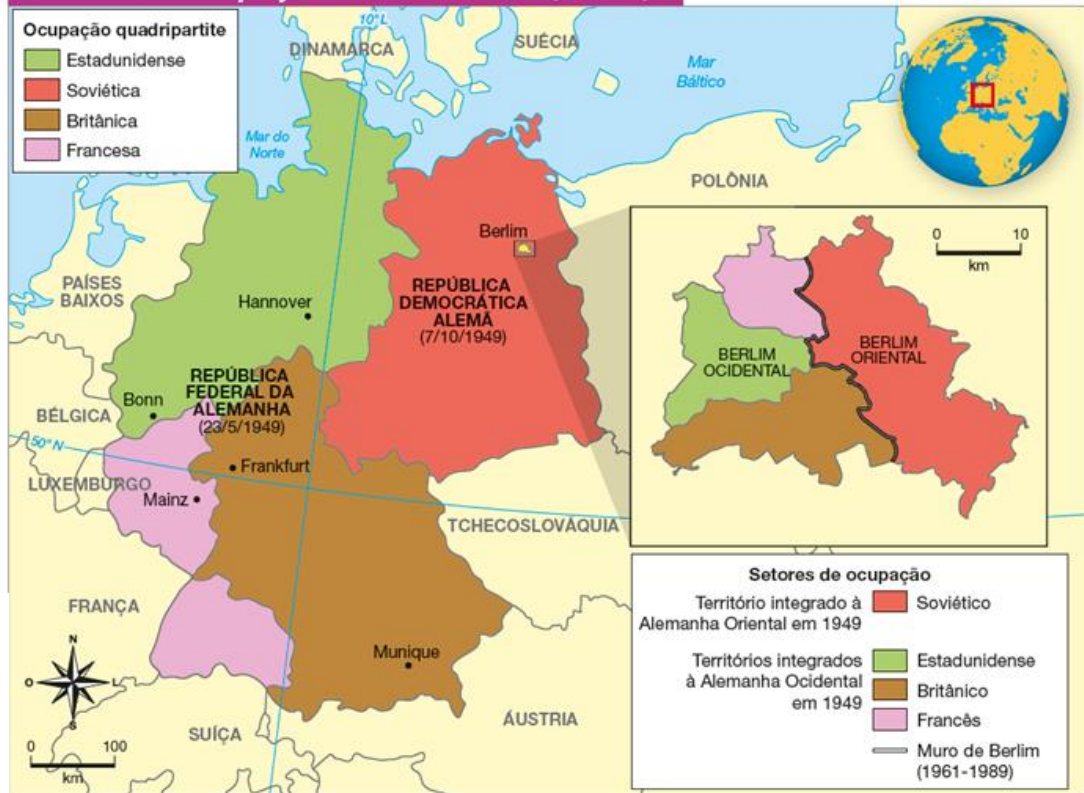 Ocupação quadripartite
Estadunidense
Soviética
Britânica
Francesa
10° L
DINAMARCA
SUÉCIA
Mar
Báltico
Mar do
Norte
POLÔNIA
Berlim
PAÍSES
BAIXOS
REPÚBLICA
DEMOCRÁTICA
ALEMÃ
(7/10/1949)
Hannover
0 10
km
BERLIM
OCIDENTAL
BERLIM
ORIENTAL
REPÚBLICA
FEDERAL DA
ALEMANHA
(23/5/1949)
Bonn
BÉLGICA
50° N
Frankfurt
LUXEMBURGO
Mainz
TCHECOSLOVÁQUIA
FRANÇA
Munique
SUÍÇA
ÁUSTRIA
N
O L
S
0 100
km
Setores de ocupação
Território integrado à
Alemanha Oriental em 1949
Soviético
Territórios integrados
à Alemanha Ocidental
em 1949
Estadunidense
Britânico
Francês
Muro de Berlim
(1961-1989)